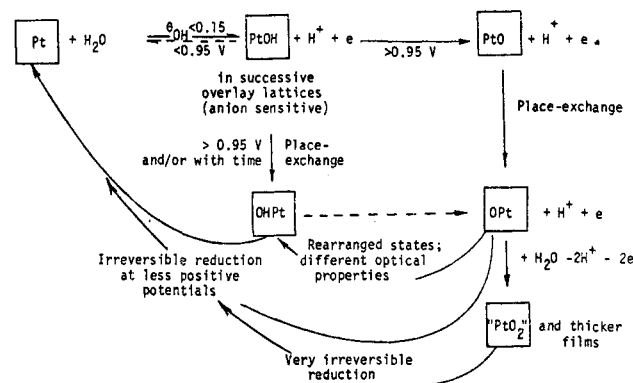 Pt + H₂O
θOH <0.15
<0.95 V
PtOH + H⁺ + e
>0.95 V
PtO + H⁺ + e.
in successive
overlay lattices
(anion sensitive)
Place-exchange
> 0.95 V
and/or with time
Place-
exchange
OHPt
OPt + H⁺ + e
Rearranged states;
different optical
properties
Irreversible reduction
at less positive
potentials
+ H₂O -2H⁺ - 2e
"PtO₂" and thicker
films
Very irreversible
reduction